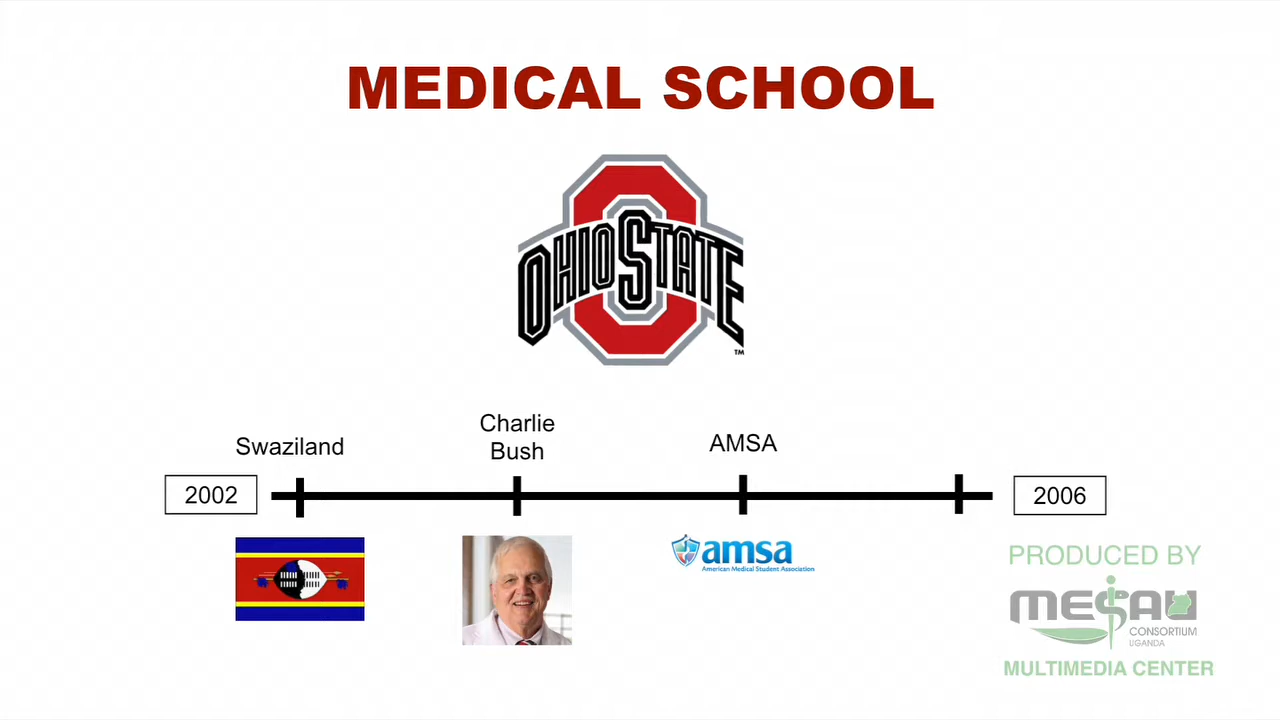 MEDICAL SCHOOL
OHIO STATE
TM
Swaziland
Charlie
Bush
AMSA
2002
2006
amsa
American Medical Student Association
PRODUCED BY
MESAU
CONSORTIUM
UGANDA
MULTIMEDIA CENTER